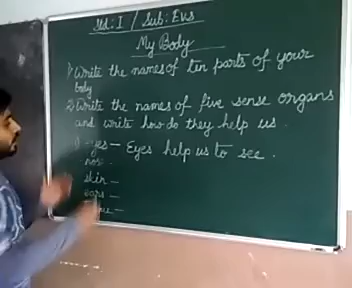 Std: I / Sub: Evs
My Body
1) Write the names of ten parts of your
body
2) Write the names of five sense organs
and write how do they help us.
eyes — Eyes help us to see.
nose
skin —
ears —